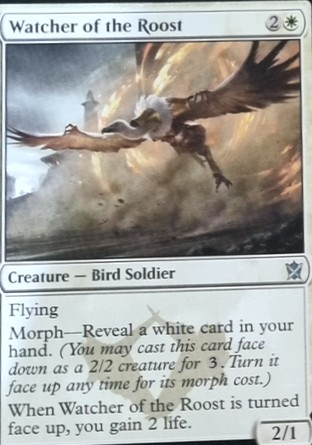 Watcher of the Roost 2
Creature — Bird Soldier
Flying
Morph—Reveal a white card in your
hand. (You may cast this card face
down as a 2/2 creature for 3. Turn it
face up any time for its morph cost.)
When Watcher of the Roost is turned
face up, you gain 2 life.
2/1